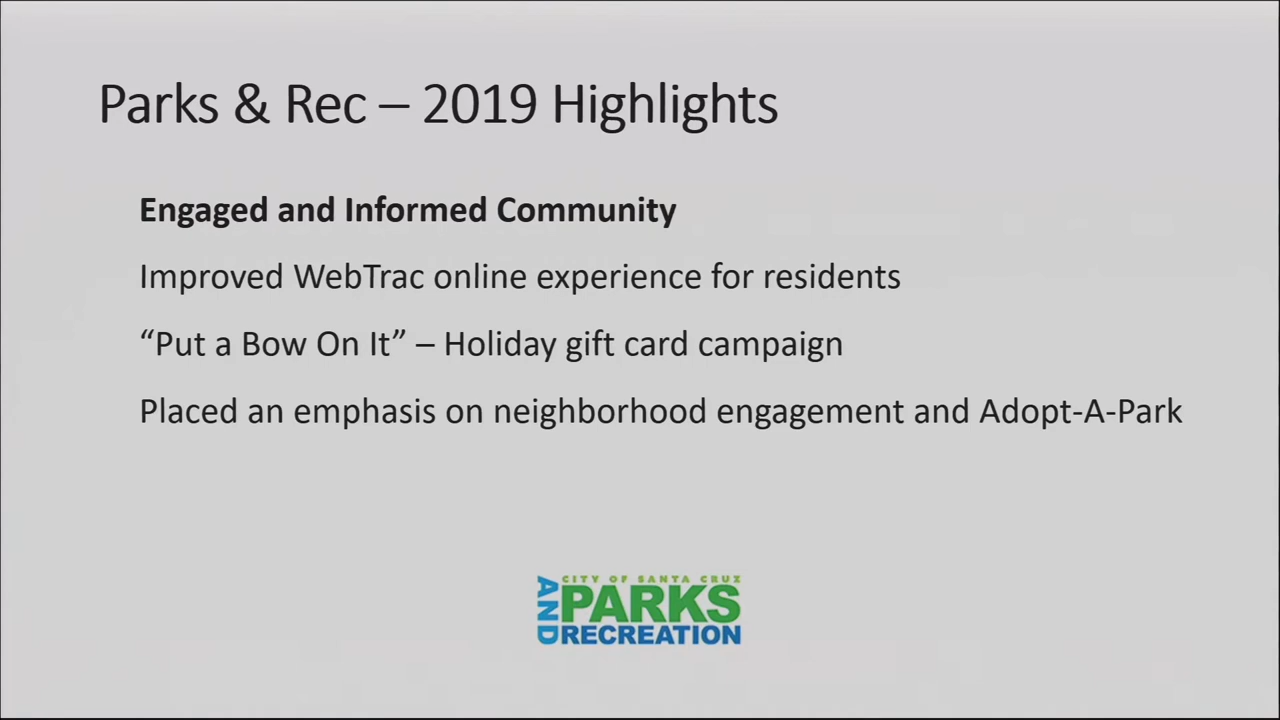 Parks & Rec – 2019 Highlights
Engaged and Informed Community
Improved WebTrac online experience for residents
“Put a Bow On It” – Holiday gift card campaign
Placed an emphasis on neighborhood engagement and Adopt-A-Park
CITY OF SANTA CRUZ
PARKS
AND
RECREATION